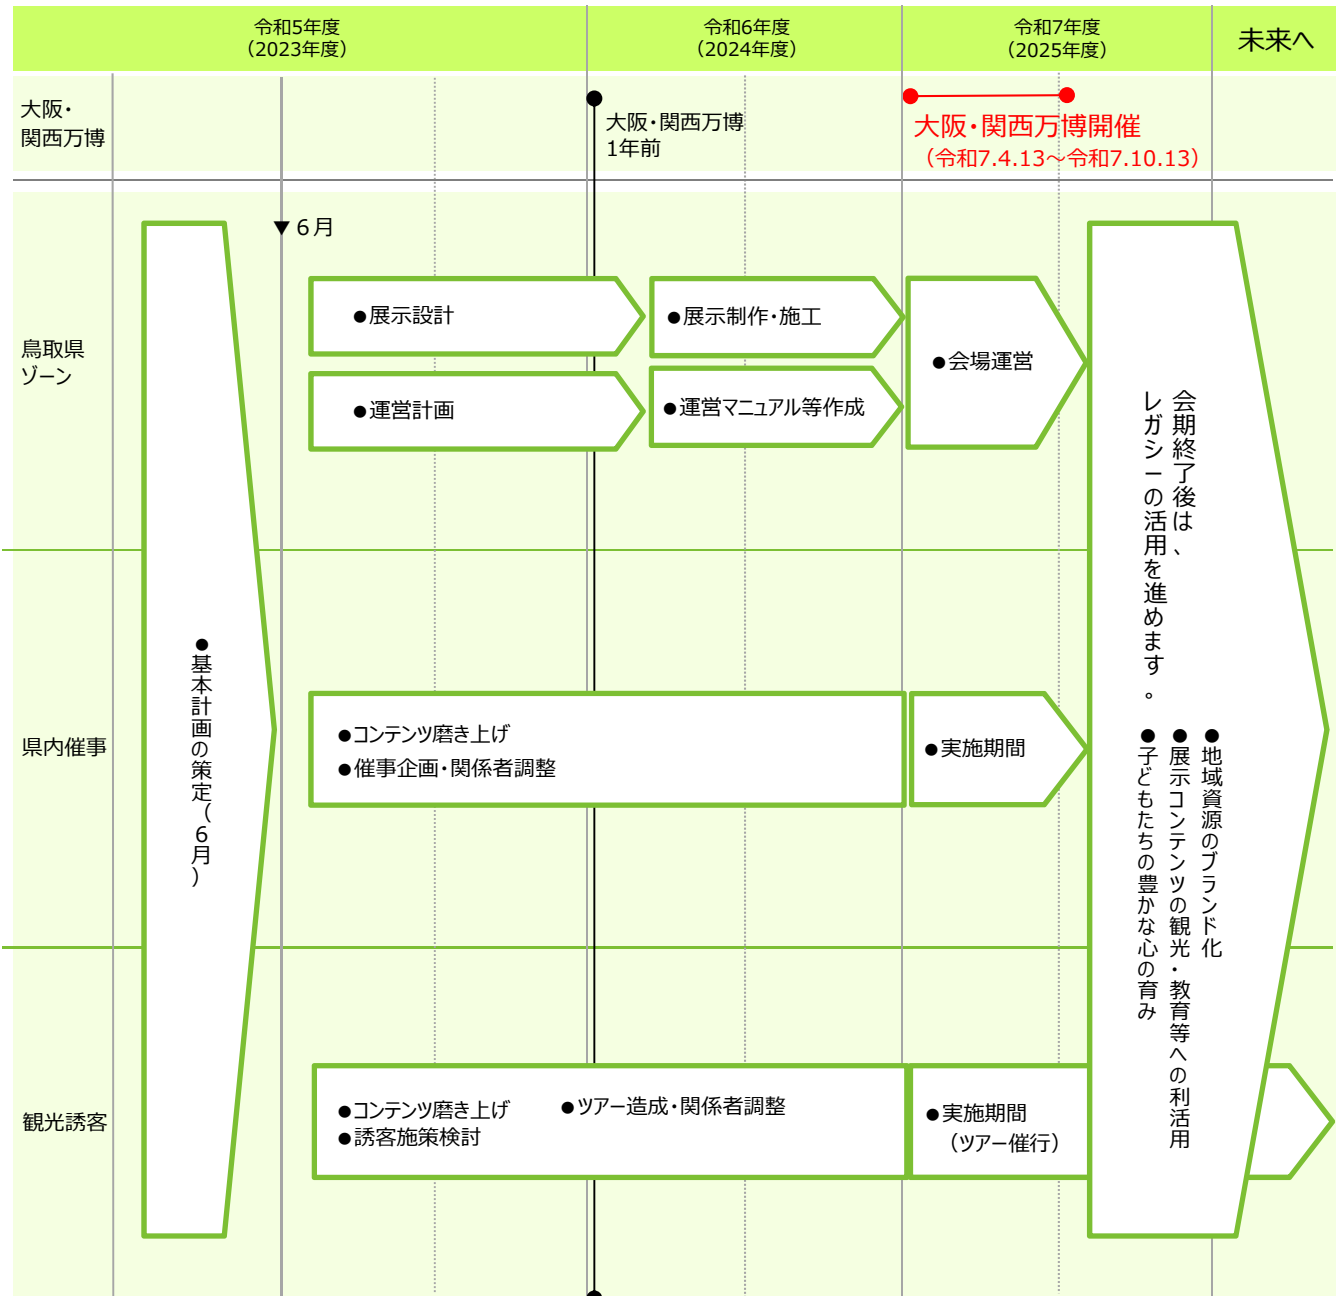 令和5年度
（2023年度）
令和6年度
（2024年度）
令和7年度
（2025年度）
未来へ
大阪・
関西万博
大阪・関西万博
1年前
大阪・関西万博開催
（令和7.4.13～令和7.10.13）
▼6月
鳥取県
ゾーン
●展示設計
●展示制作・施工
●運営計画
●運営マニュアル等作成
●会場運営
●基本計画の策定（6月）
県内催事
●コンテンツ磨き上げ
●催事企画・関係者調整
●実施期間
観光誘客
●コンテンツ磨き上げ
●誘客施策検討
●ツアー造成・関係者調整
●実施期間
（ツアー催行）
会期終了後は、
レガシーの活用を進めます。
●地域資源のブランド化
●展示コンテンツの観光・教育等への利活用
●子どもたちの豊かな心の育み